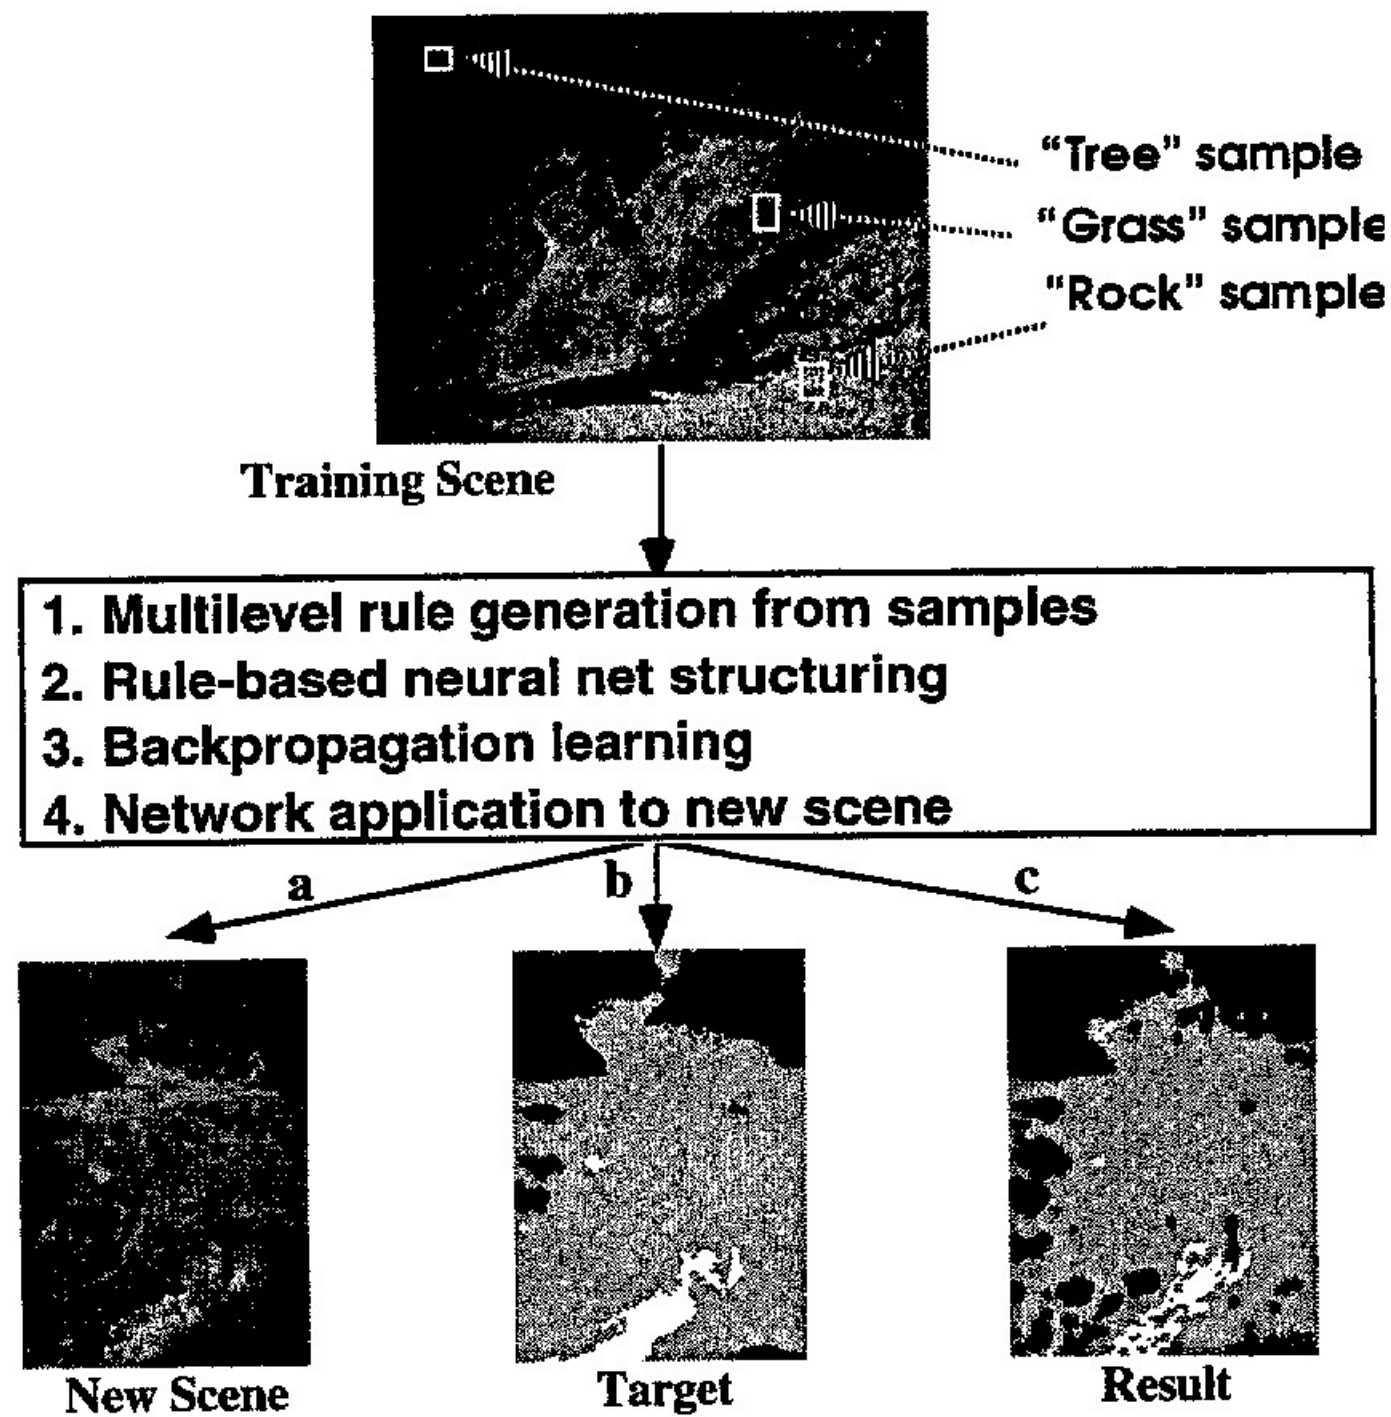 “Tree” sample
“Grass” sample
“Rock” sample
Training Scene
1. Multilevel rule generation from samples
2. Rule-based neural net structuring
3. Backpropagation learning
4. Network application to new scene
a
b
c
New Scene
Target
Result